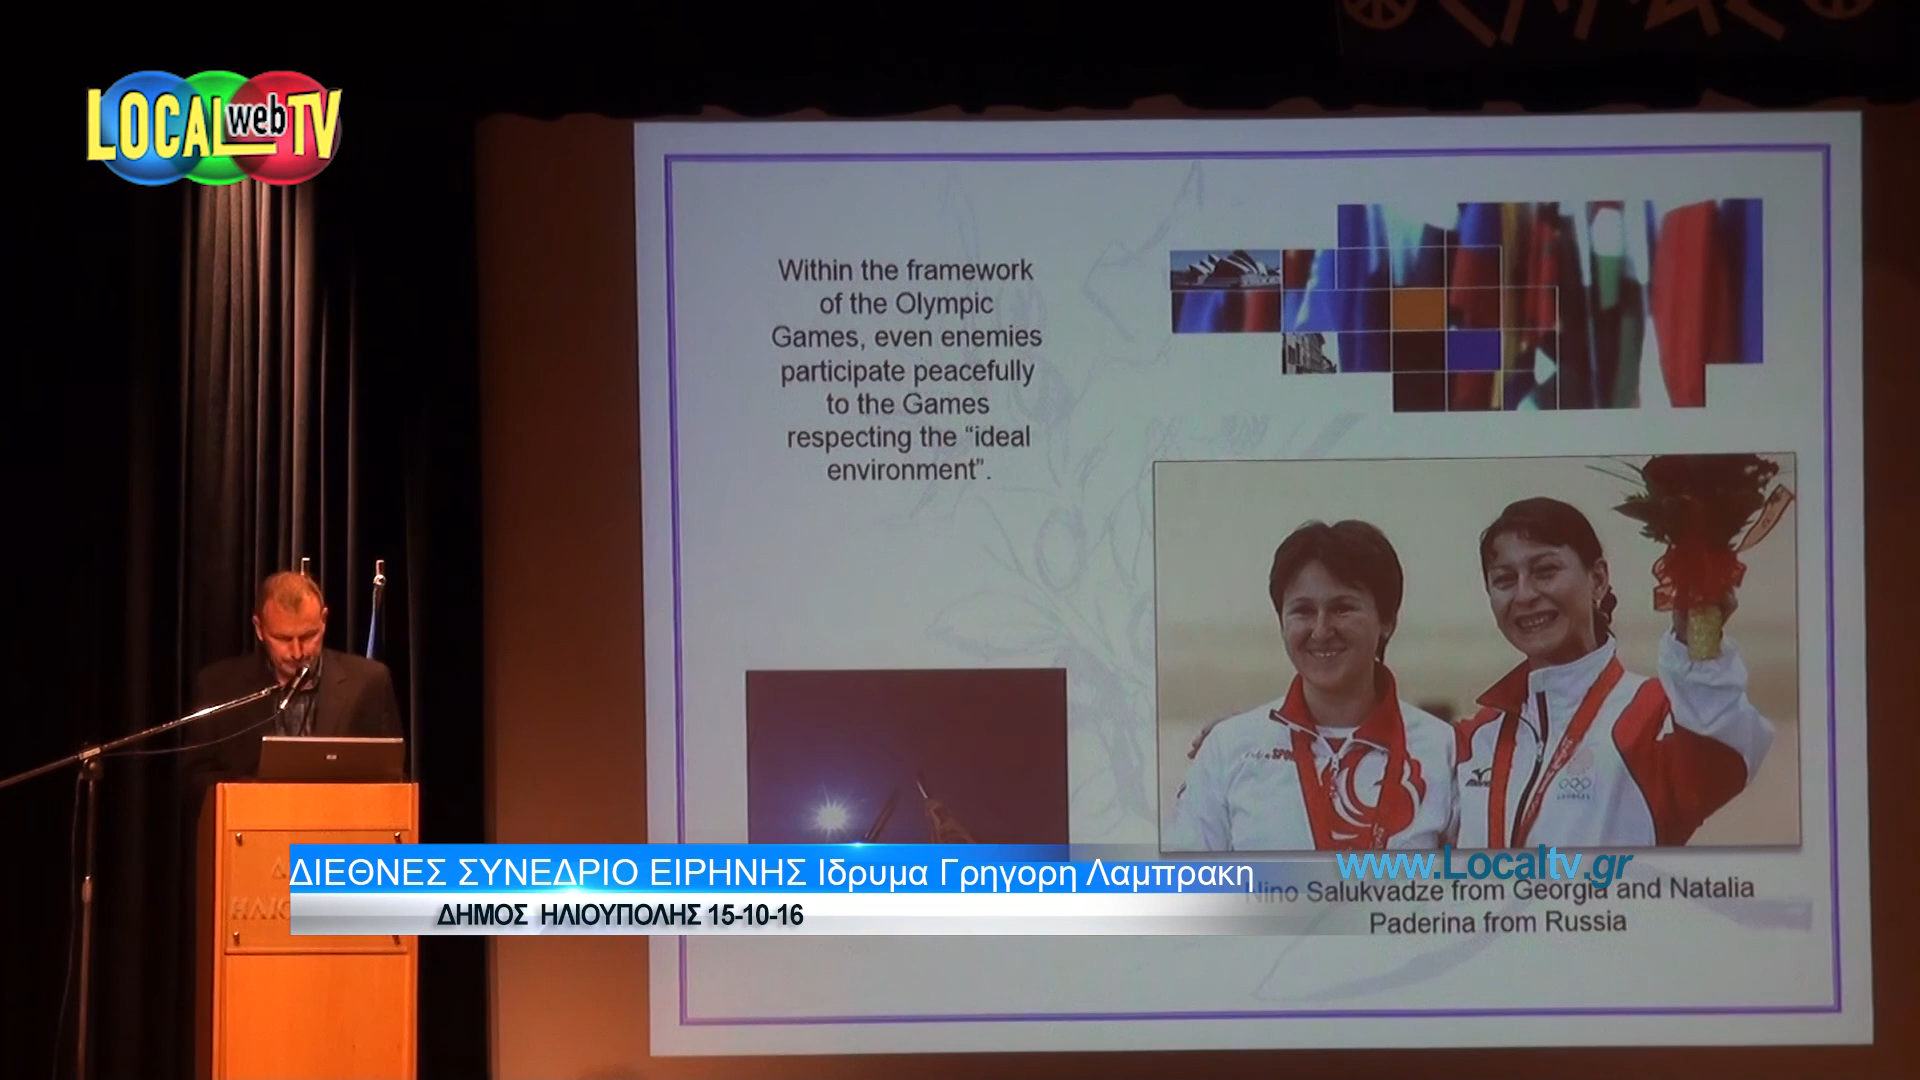 LOCAL web TV
Within the framework
of the Olympic
Games, even enemies
participate peacefully
to the Games
respecting the “ideal
environment”.
ΔΙΕΘΝΕΣ ΣΥΝΕΔΡΙΟ ΕΙΡΗΝΗΣ Ιδρυμα Γρηγορη Λαμπρακη
ΔΗΜΟΣ ΗΛΙΟΥΠΟΛΗΣ 15-10-16
www.Localtv.gr
Nino Salukvadze from Georgia and Natalia
Paderina from Russia